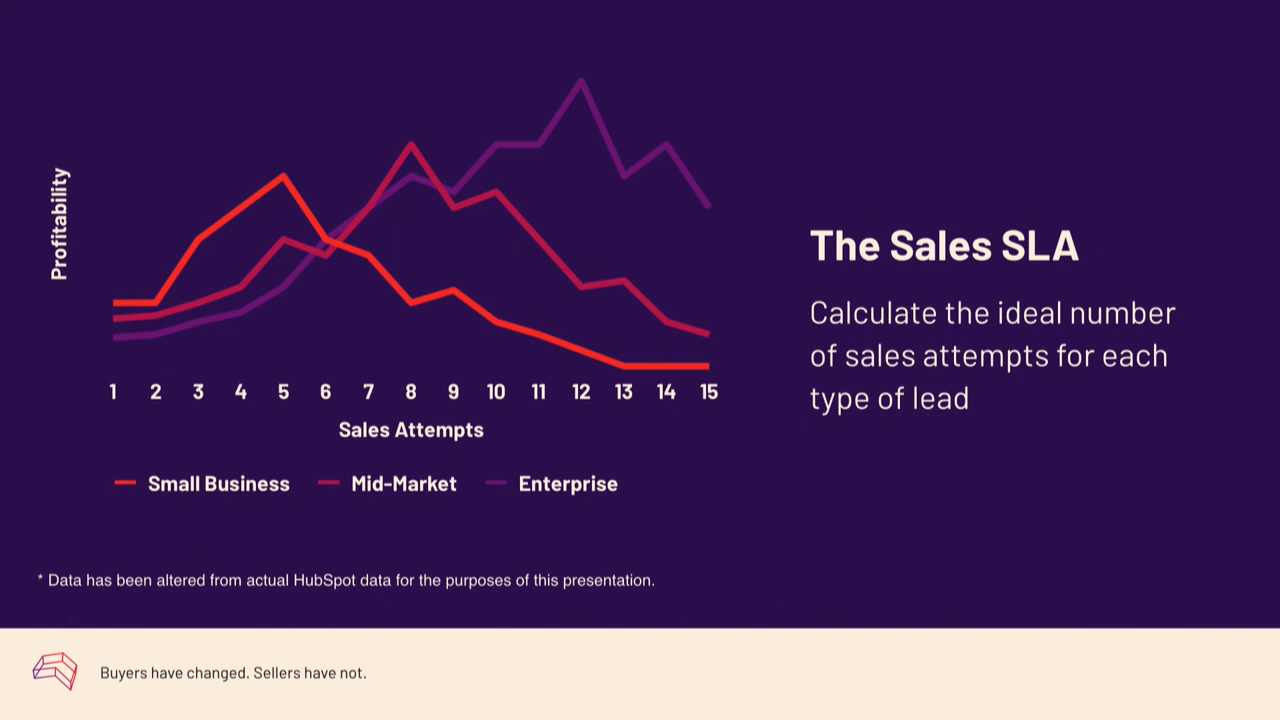 Profitability
1 2 3 4 5 6 7 8 9 10 11 12 13 14 15
Sales Attempts
Small Business Mid-Market Enterprise
The Sales SLA
Calculate the ideal number
of sales attempts for each
type of lead
* Data has been altered from actual HubSpot data for the purposes of this presentation.
Buyers have changed. Sellers have not.